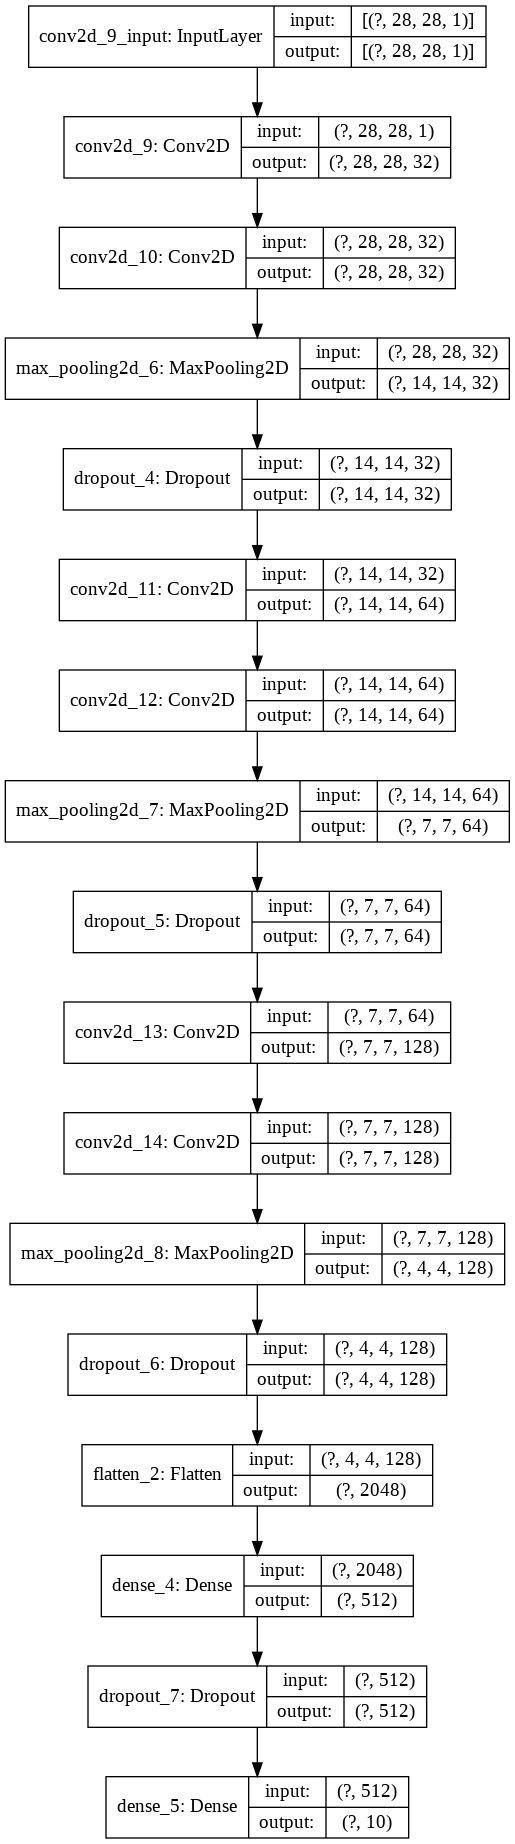 conv2d_9_input: InputLayer
input: [(?, 28, 28, 1)]
output: [(?, 28, 28, 1)]
conv2d_9: Conv2D
input: (?, 28, 28, 1)
output: (?, 28, 28, 32)
conv2d_10: Conv2D
input: (?, 28, 28, 32)
output: (?, 28, 28, 32)
max_pooling2d_6: MaxPooling2D
input: (?, 28, 28, 32)
output: (?, 14, 14, 32)
dropout_4: Dropout
input: (?, 14, 14, 32)
output: (?, 14, 14, 32)
conv2d_11: Conv2D
input: (?, 14, 14, 32)
output: (?, 14, 14, 64)
conv2d_12: Conv2D
input: (?, 14, 14, 64)
output: (?, 14, 14, 64)
max_pooling2d_7: MaxPooling2D
input: (?, 14, 14, 64)
output: (?, 7, 7, 64)
dropout_5: Dropout
input: (?, 7, 7, 64)
output: (?, 7, 7, 64)
conv2d_13: Conv2D
input: (?, 7, 7, 64)
output: (?, 7, 7, 128)
conv2d_14: Conv2D
input: (?, 7, 7, 128)
output: (?, 7, 7, 128)
max_pooling2d_8: MaxPooling2D
input: (?, 7, 7, 128)
output: (?, 4, 4, 128)
dropout_6: Dropout
input: (?, 4, 4, 128)
output: (?, 4, 4, 128)
flatten_2: Flatten
input: (?, 4, 4, 128)
output: (?, 2048)
dense_4: Dense
input: (?, 2048)
output: (?, 512)
dropout_7: Dropout
input: (?, 512)
output: (?, 512)
dense_5: Dense
input: (?, 512)
output: (?, 10)